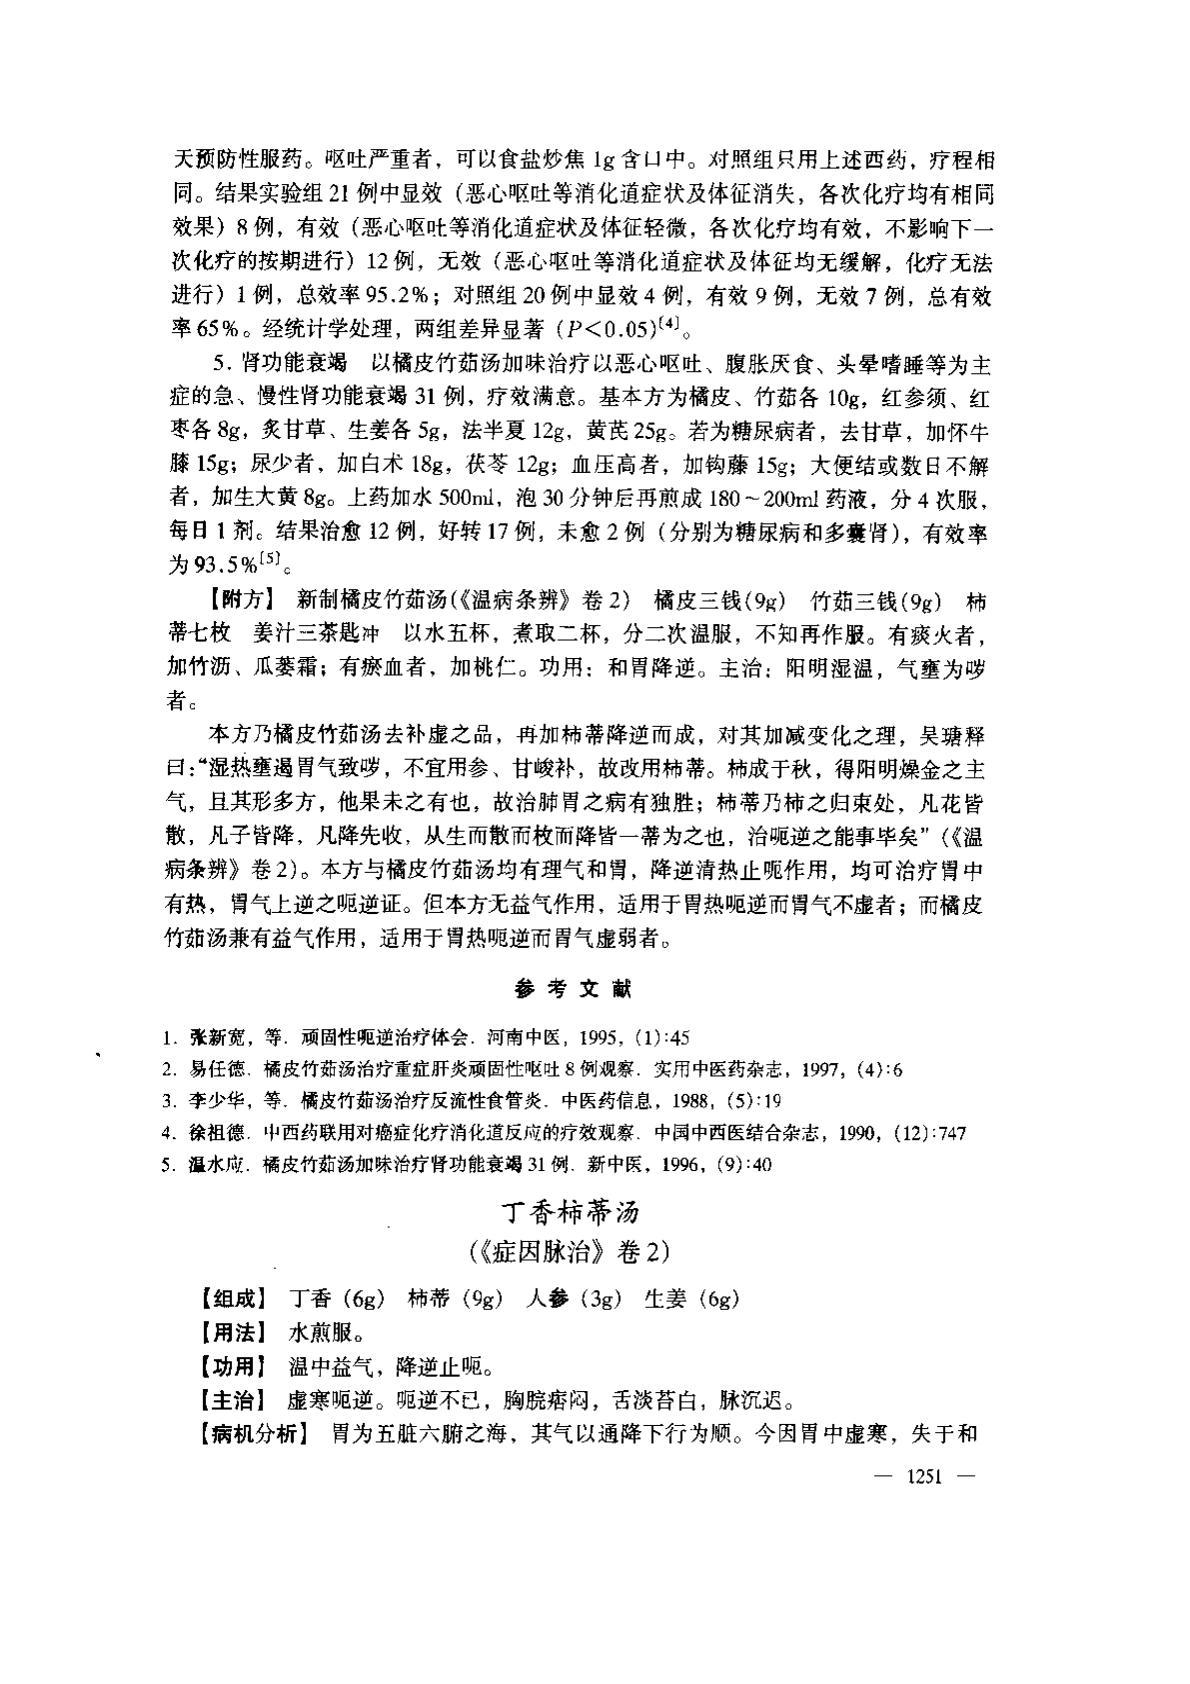 天预防性服药。呕吐严重者，可以食盐炒焦 1g 含口中。对照组只用上述西药，疗程相
同。结果实验组 21 例中显效（恶心呕吐等消化道症状及体征消失，各次化疗均有相同
效果）8 例，有效（恶心呕吐等消化道症状及体征轻微，各次化疗均有效，不影响下一
次化疗的按期进行）12 例，无效（恶心呕吐等消化道症状及体征均无缓解，化疗无法
进行）1 例，总效率 95.2%；对照组 20 例中显效 4 例，有效 9 例，无效 7 例，总有效
率 65%。经统计学处理，两组差异显著（P<0.05）〔4〕。
5. 肾功能衰竭　以橘皮竹茹汤加味治疗以恶心呕吐、腹胀厌食、头晕嗜睡等为主
症的急、慢性肾功能衰竭 31 例，疗效满意。基本方为橘皮、竹茹各 10g，红参须、红
枣各 8g，炙甘草、生姜各 5g，法半夏 12g，黄芪 25g。若为糖尿病者，去甘草，加怀牛
膝 15g；尿少者，加白术 18g，茯苓 12g；血压高者，加钩藤 15g；大便结或数日不解
者，加生大黄 8g。上药加水 500ml，泡 30 分钟后再煎成 180～200ml 药液，分 4 次服，
每日 1 剂。结果治愈 12 例，好转 17 例，未愈 2 例（分别为糖尿病和多囊肾），有效率
为 93.5%〔5〕。
【附方】　新制橘皮竹茹汤（《温病条辨》卷 2）　橘皮三钱(9g)　竹茹三钱(9g)　柿
蒂七枚　姜汁三茶匙冲　以水五杯，煮取二杯，分二次温服，不知再作服。有痰火者，
加竹沥、瓜蒌霜；有瘀血者，加桃仁。功用：和胃降逆。主治：阳明湿温，气壅为哕
者。
本方乃橘皮竹茹汤去补虚之品，再加柿蒂降逆而成，对其加减变化之理，吴瑭释
曰：“湿热壅遏胃气致哕，不宜用参、甘峻补，故改用柿蒂。柿成于秋，得阳明燥金之主
气，且其形多方，他果未之有也，故治肺胃之病有独胜；柿蒂乃柿之归束处，凡花皆
散，凡子皆降，凡降先收，从生而散而枚而降皆一蒂为之也，治呃逆之能事毕矣”（《温
病条辨》卷 2）。本方与橘皮竹茹汤均有理气和胃，降逆清热止呃作用，均可治疗胃中
有热，胃气上逆之呃逆证。但本方无益气作用，适用于胃热呃逆而胃气不虚者；而橘皮
竹茹汤兼有益气作用，适用于胃热呃逆而胃气虚弱者。
参 考 文 献
1. 张新宽，等. 顽固性呃逆治疗体会. 河南中医，1995，(1):45
2. 易任德. 橘皮竹茹汤治疗重症肝炎顽固性呕吐 8 例观察. 实用中医药杂志，1997，(4):6
3. 李少华，等. 橘皮竹茹汤治疗反流性食管炎. 中医药信息，1988，(5):19
4. 徐祖德. 中西药联用对癌症化疗消化道反应的疗效观察. 中国中西医结合杂志，1990，(12):747
5. 温水应. 橘皮竹茹汤加味治疗肾功能衰竭 31 例. 新中医，1996，(9):40
丁香柿蒂汤
（《症因脉治》卷 2）
【组成】　丁香（6g）　柿蒂（9g）　人参（3g）　生姜（6g）
【用法】　水煎服。
【功用】　温中益气，降逆止呃。
【主治】　虚寒呃逆。呃逆不已，胸脘痞闷，舌淡苔白，脉沉迟。
【病机分析】　胃为五脏六腑之海，其气以通降下行为顺。今因胃中虚寒，失于和
— 1251 —